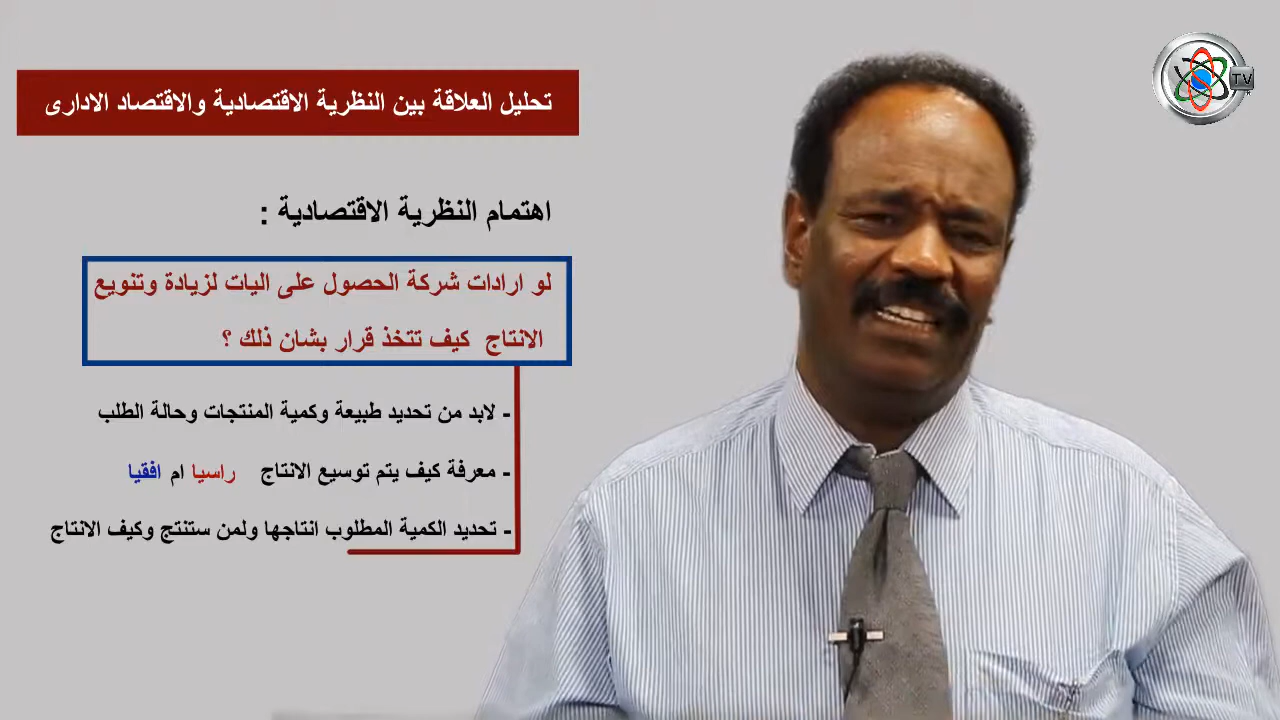 تحليل العلاقة بين النظرية الاقتصادية والاقتصاد الادارى
اهتمام النظرية الاقتصادية :
لو ارادات شركة الحصول على اليات لزيادة وتنويع
الانتاج كيف تتخذ قرار بشان ذلك ؟
- لابد من تحديد طبيعة وكمية المنتجات وحالة الطلب
- معرفة كيف يتم توسيع الانتاج راسيا ام افقيا
- تحديد الكمية المطلوب انتاجها ولمن ستنتج وكيف الانتاج
TV